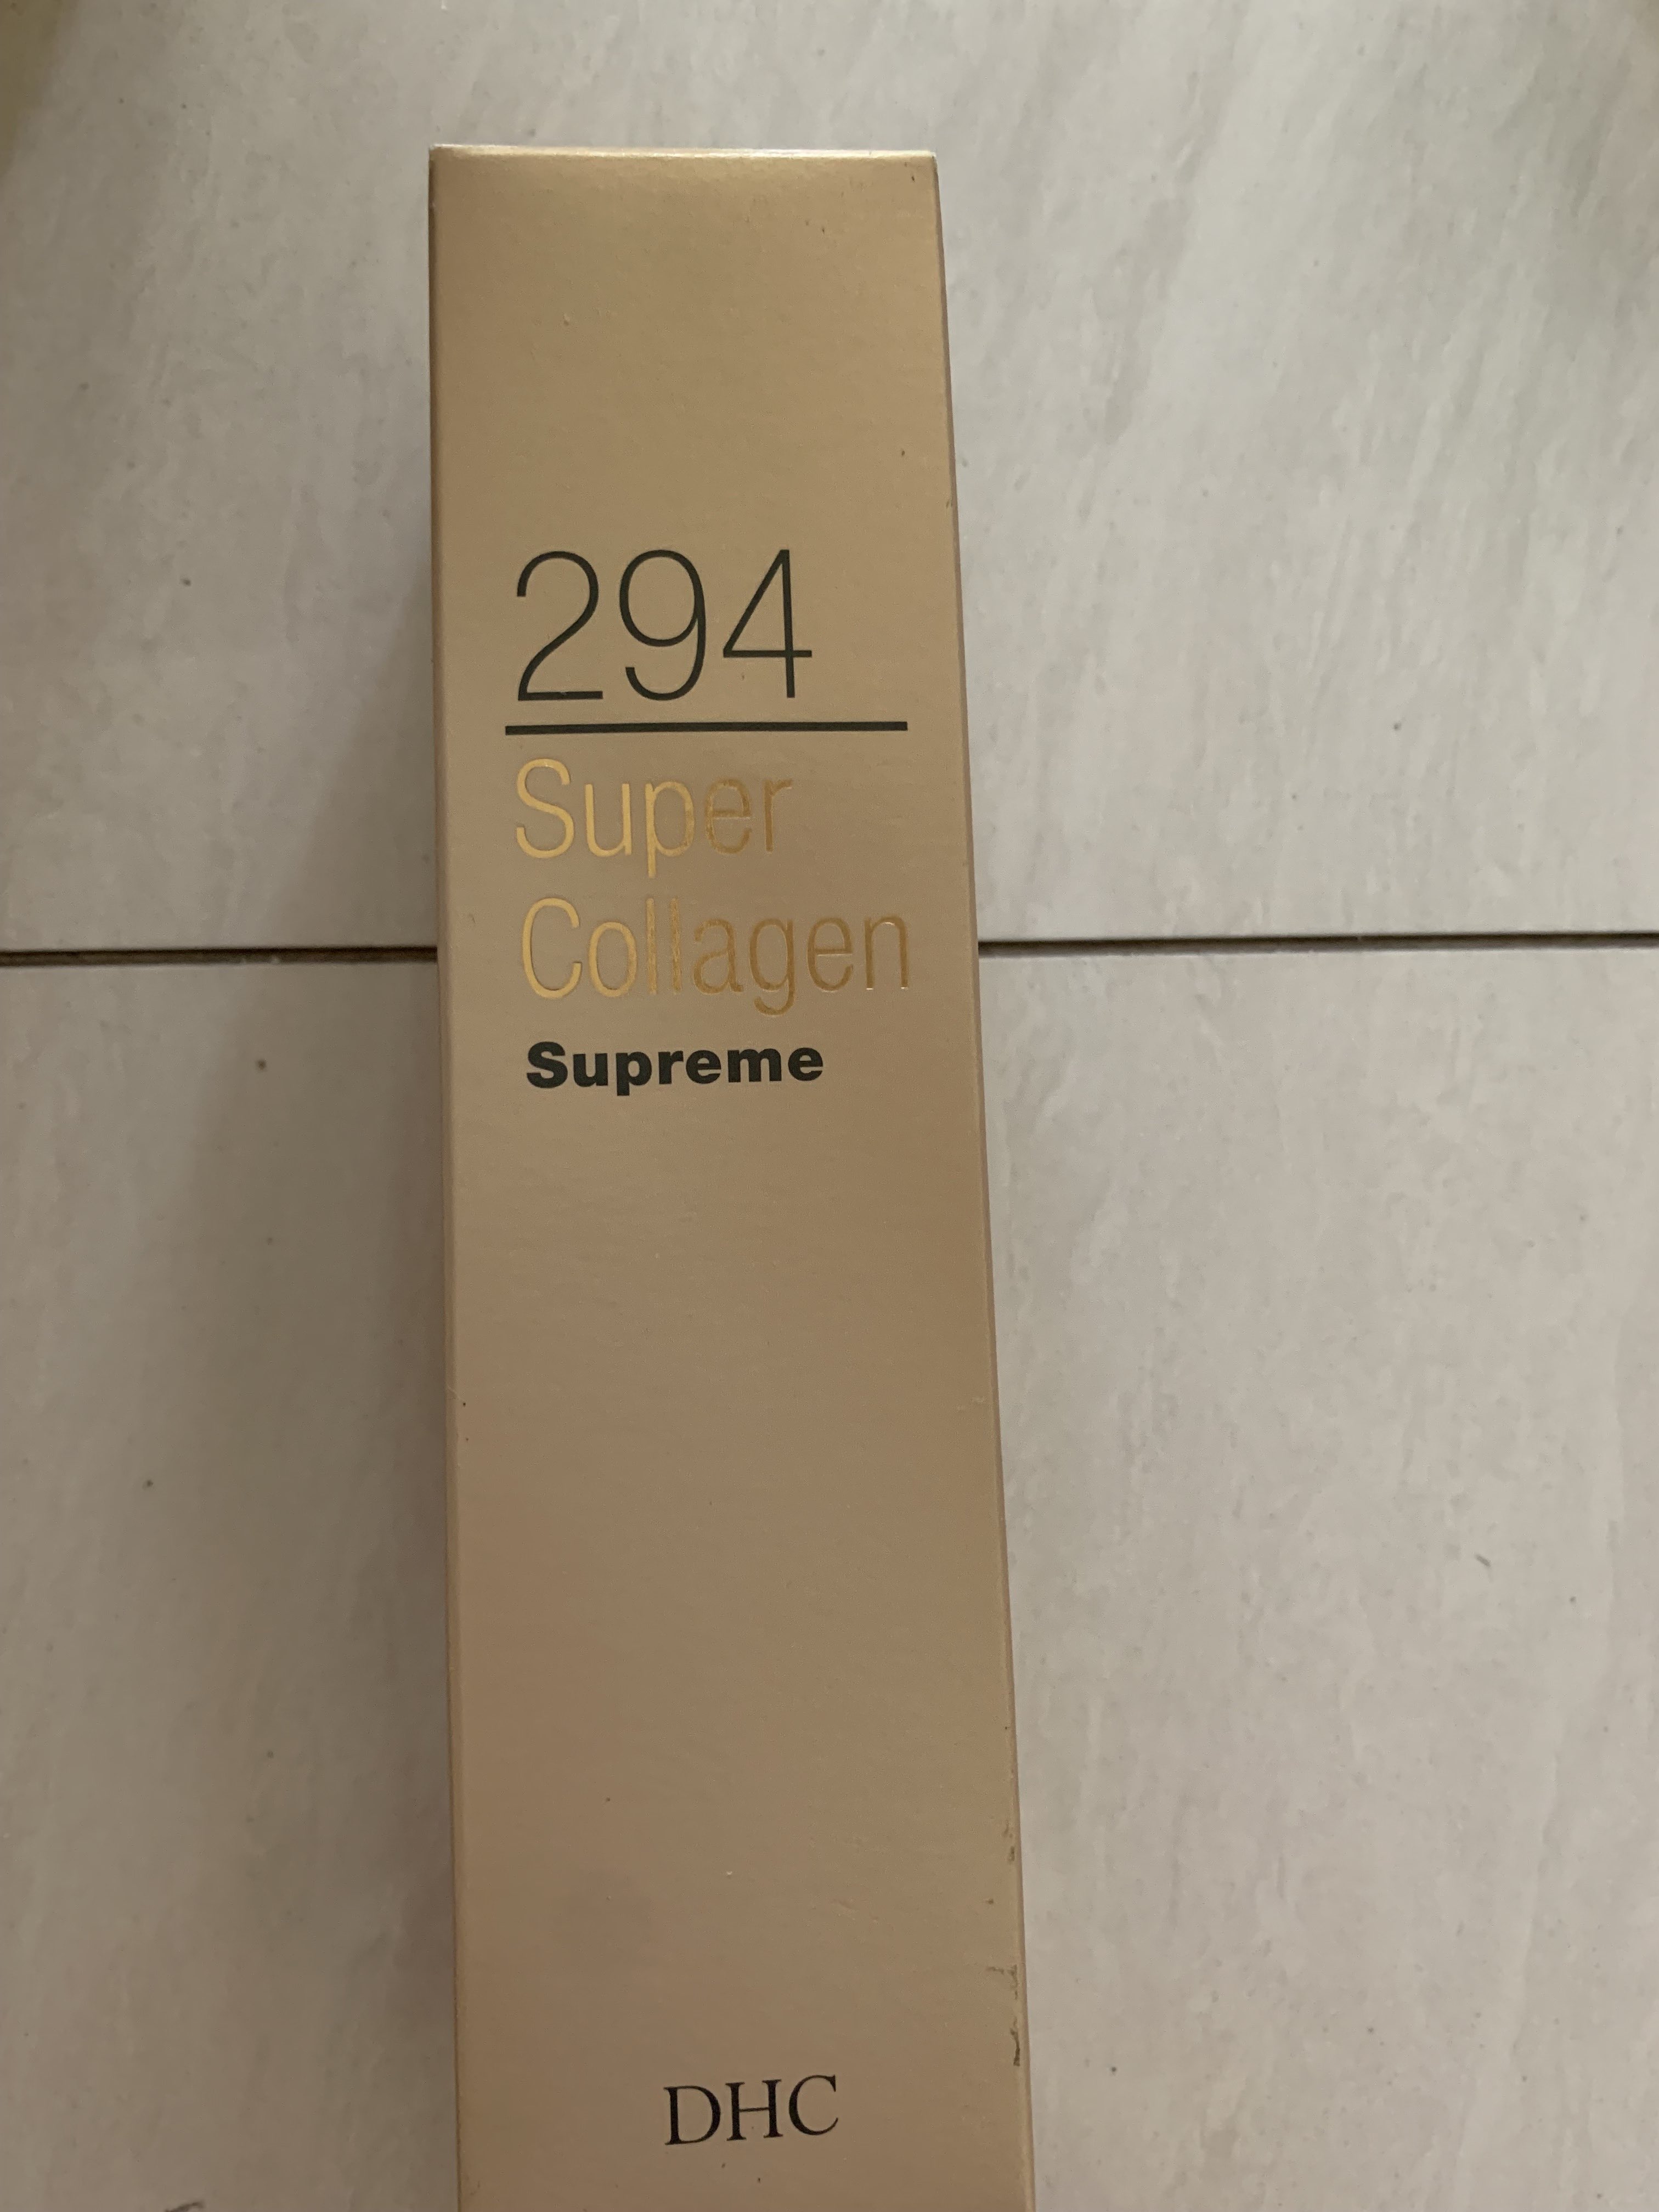 294
Super
Collagen
Supreme
DHC